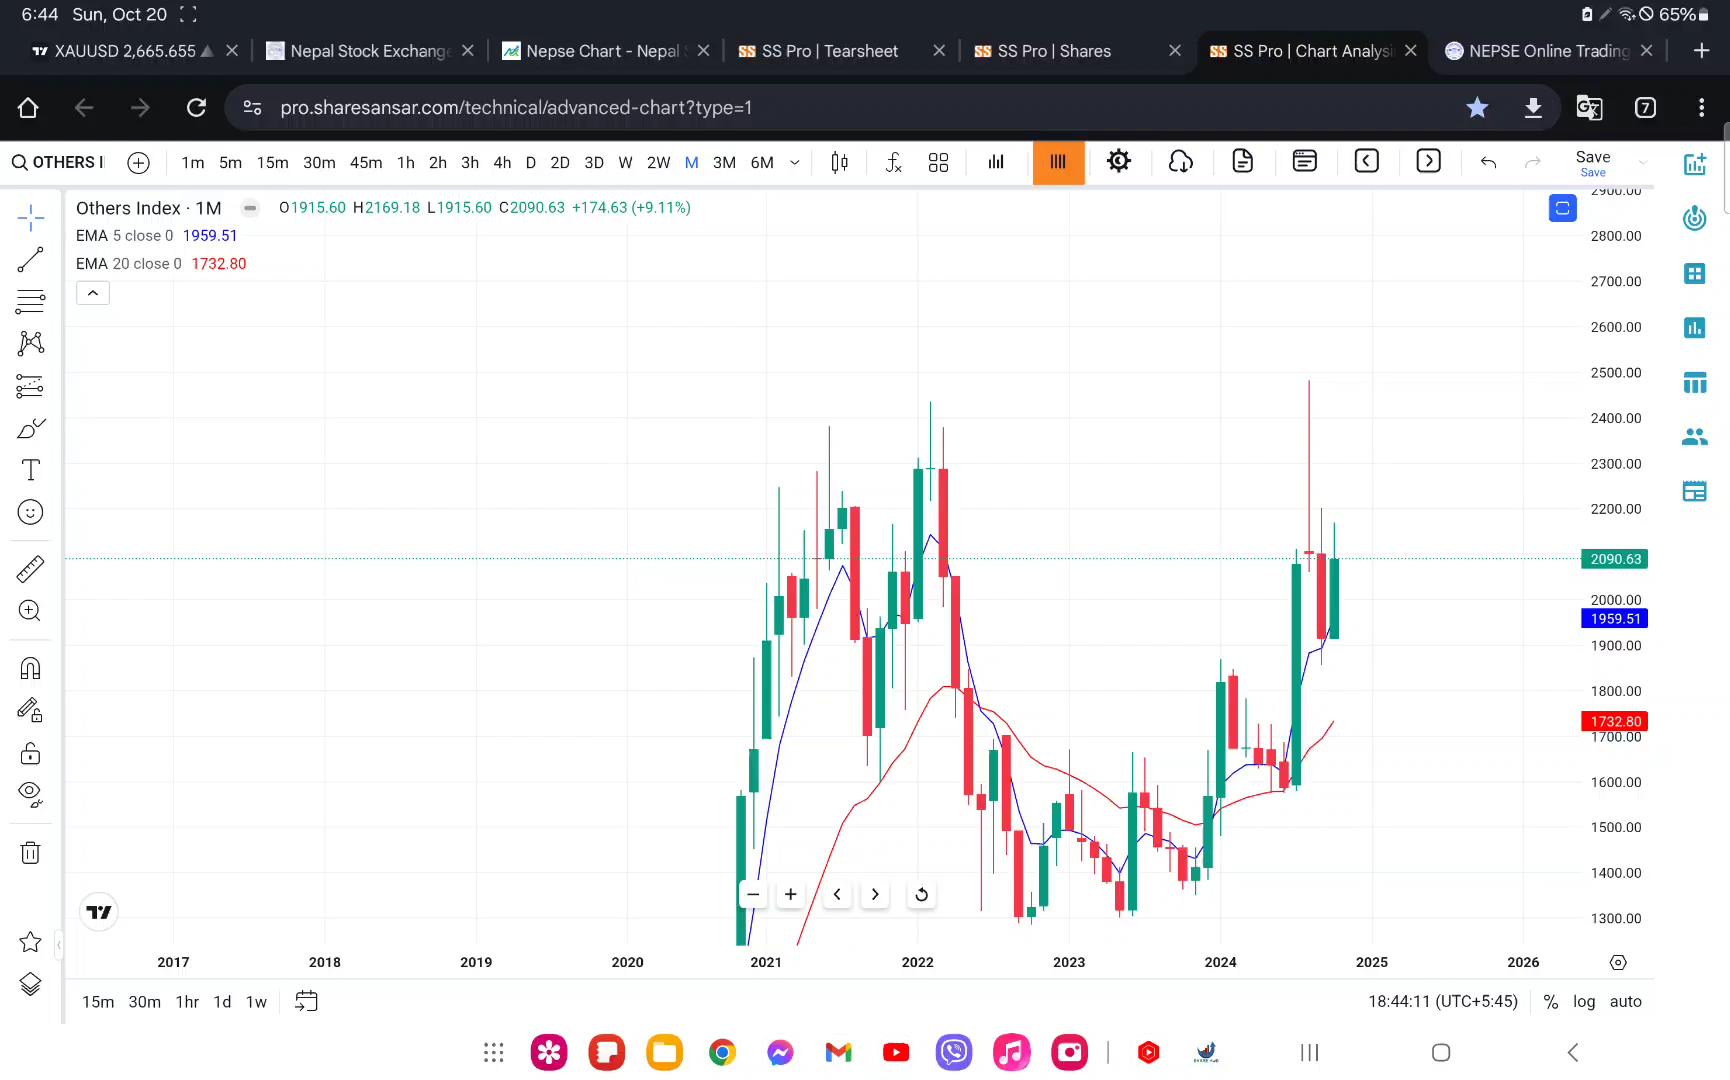 6:44 Sun, Oct 20 65%
XAUUSD 2,665.655 Nepal Stock Exchange Nepse Chart - Nepal S SS Pro | Tearsheet SS Pro | Shares SS Pro | Chart Analysi NEPSE Online Trading
pro.sharesansar.com/technical/advanced-chart?type=1 7
OTHERS I 1m 5m 15m 30m 45m 1h 2h 3h 4h D 2D 3D W 2W M 3M 6M Save
Save
Others Index · 1M O1915.60 H2169.18 L1915.60 C2090.63 +174.63 (+9.11%)
EMA 5 close 0 1959.51
EMA 20 close 0 1732.80
2900.00
2800.00
2700.00
2600.00
2500.00
2400.00
2300.00
2200.00
2090.63
2000.00
1959.51
1900.00
1800.00
1732.80
1700.00
1600.00
1500.00
1400.00
1300.00
2017 2018 2019 2020 2021 2022 2023 2024 2025 2026
15m 30m 1hr 1d 1w 18:44:11 (UTC+5:45) % log auto